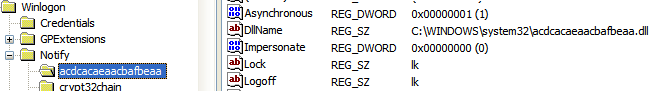 Winlogon
Credentials
GPExtensions
Notify
acdcacaeaacbafbeaa
crypt32chain
Asynchronous REG_DWORD 0x00000001 (1)
DllName REG_SZ C:\WINDOWS\system32\acdcacaeaacbafbeaa.dll
Impersonate REG_DWORD 0x00000000 (0)
Lock REG_SZ lk
Logoff REG_SZ lk